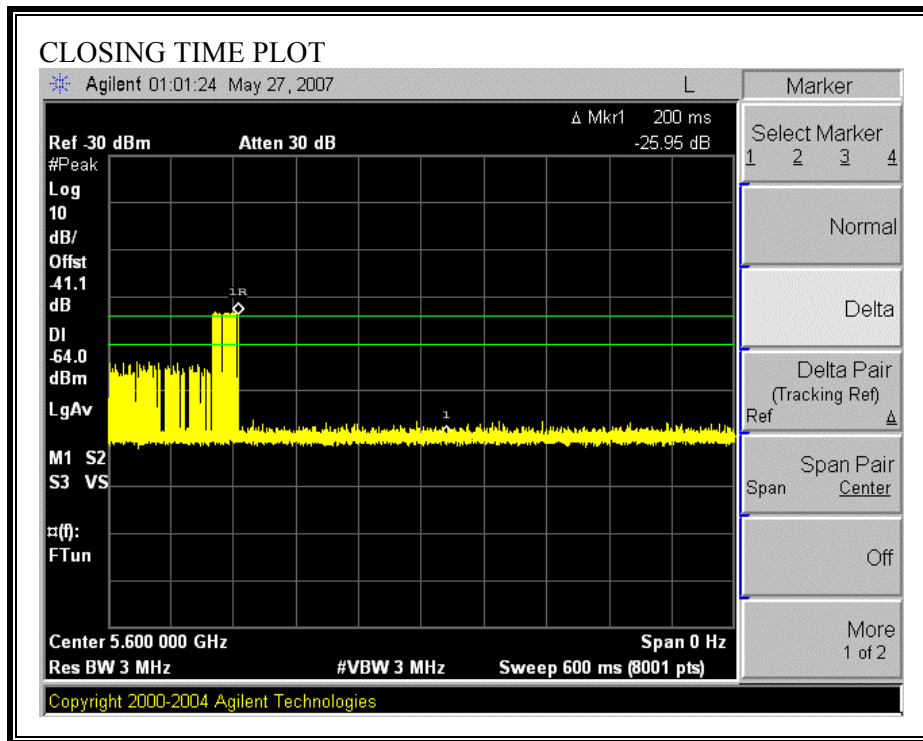 CLOSING TIME PLOT
Agilent 01:01:24 May 27, 2007 L
Δ Mkr1 200 ms
Ref -30 dBm Atten 30 dB -25.95 dB
#Peak
Log
10
dB/
Offst
-41.1
dB
DI
-64.0
dBm
LgAv
M1 S2
S3 VS
¤(f):
FTun
1R
1
Center 5.600 000 GHz Span 0 Hz
Res BW 3 MHz #VBW 3 MHz Sweep 600 ms (8001 pts)
Copyright 2000-2004 Agilent Technologies
Marker
Select Marker
1 2 3 4
Normal
Delta
Delta Pair
(Tracking Ref)
Ref Δ
Span Pair
Span Center
Off
More
1 of 2